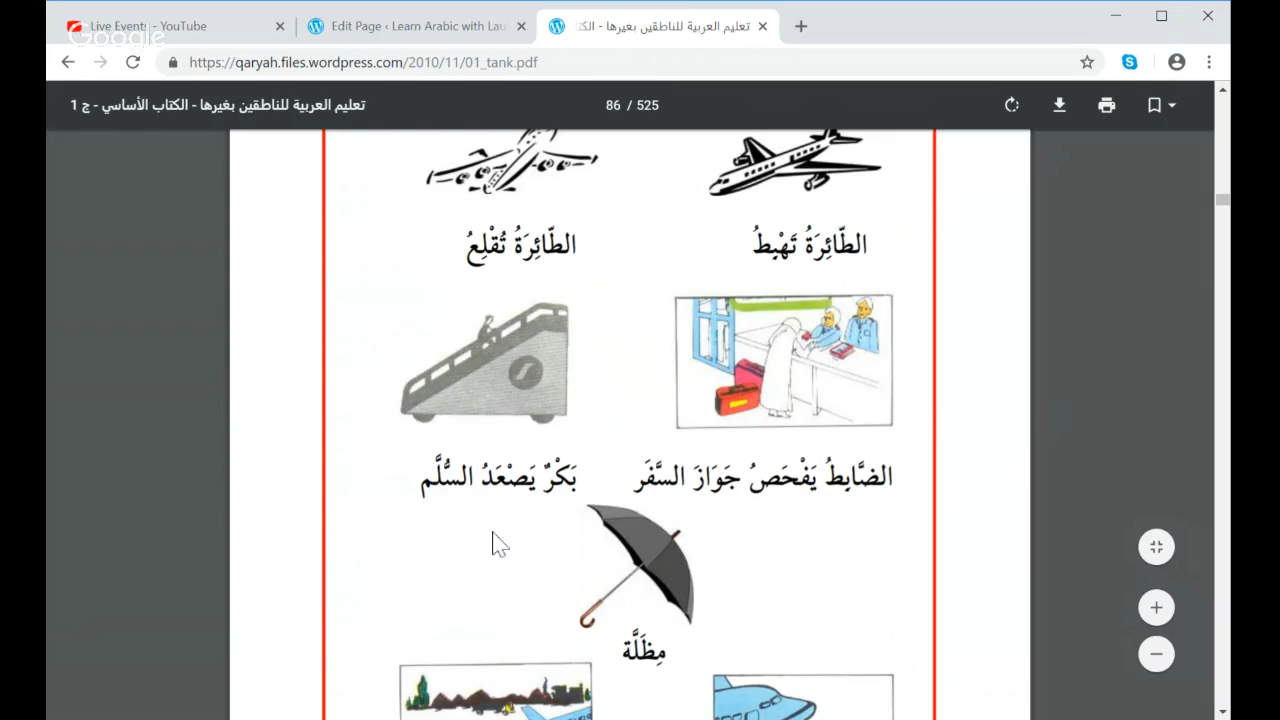 Live Events - YouTube
Edit Page ‹ Learn Arabic with Lau
تعليم العربية للناطقين بغيرها - الكتا
Google
https://qaryah.files.wordpress.com/2010/11/01_tank.pdf
تعليم العربية للناطقين بغيرها - الكتاب الأساسي - ج 1
86 / 525
الطّائِرَةُ تَهْبِطُ
الطّائِرَةُ تُقْلِعُ
الضَّابِطُ يَفْحَصُ جَوَازَ السَّفَر
بَكْرٌ يَصْعَدُ السُّلَّم
مِظَلَّة